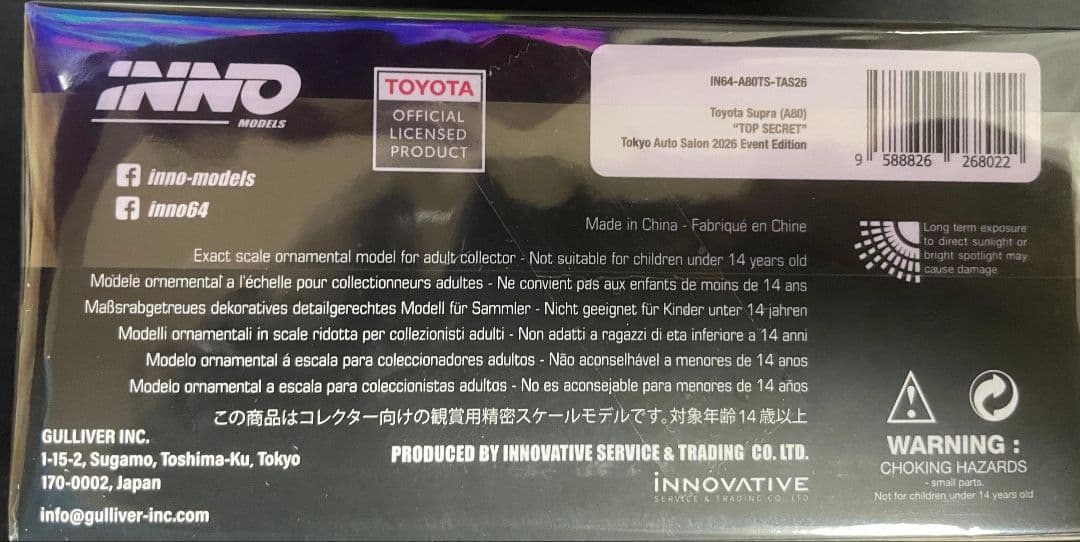 INNO
MODELS
inno-models
inno64
TOYOTA
OFFICIAL
LICENSED
PRODUCT
IN64-A80TS-TAS26
Toyota Supra (A80)
"TOP SECRET"
Tokyo Auto Salon 2026 Event Edition
9 588826 268022
Made in China - Fabriqué en Chine
Long term exposure
to direct sunlight or
bright spotlight may
cause damage
Exact scale ornamental model for adult collector - Not suitable for children under 14 years old
Modele ornemental a l'échelle pour collectionneurs adultes - Ne convient pas aux enfants de moins de 14 ans
Maßsrabgetreues dekoratives detailgerechtes Modell für Sammler - Nicht geeignet für Kinder unter 14 jahren
Modelli ornamentali in scale ridotta per collezionisti adulti - Non adatti a ragazzi di eta inferiore a 14 anni
Modelo ornamental á escala para coleccionadores adultos - Não aconselhável a menores de 14 anos
Modelo ornamental a escala para coleccionistas adultos - No es aconsejable para menores de 14 años
この商品はコレクター向けの観賞用精密スケールモデルです。対象年齢14歳以上
GULLIVER INC.
1-15-2, Sugamo, Toshima-Ku, Tokyo
170-0002, Japan
info@gulliver-inc.com
PRODUCED BY INNOVATIVE SERVICE & TRADING CO. LTD.
INNOVATIVE
SERVICE & TRADING CO. LTD
WARNING :
CHOKING HAZARDS
- small parts.
Not for children under 14 years old